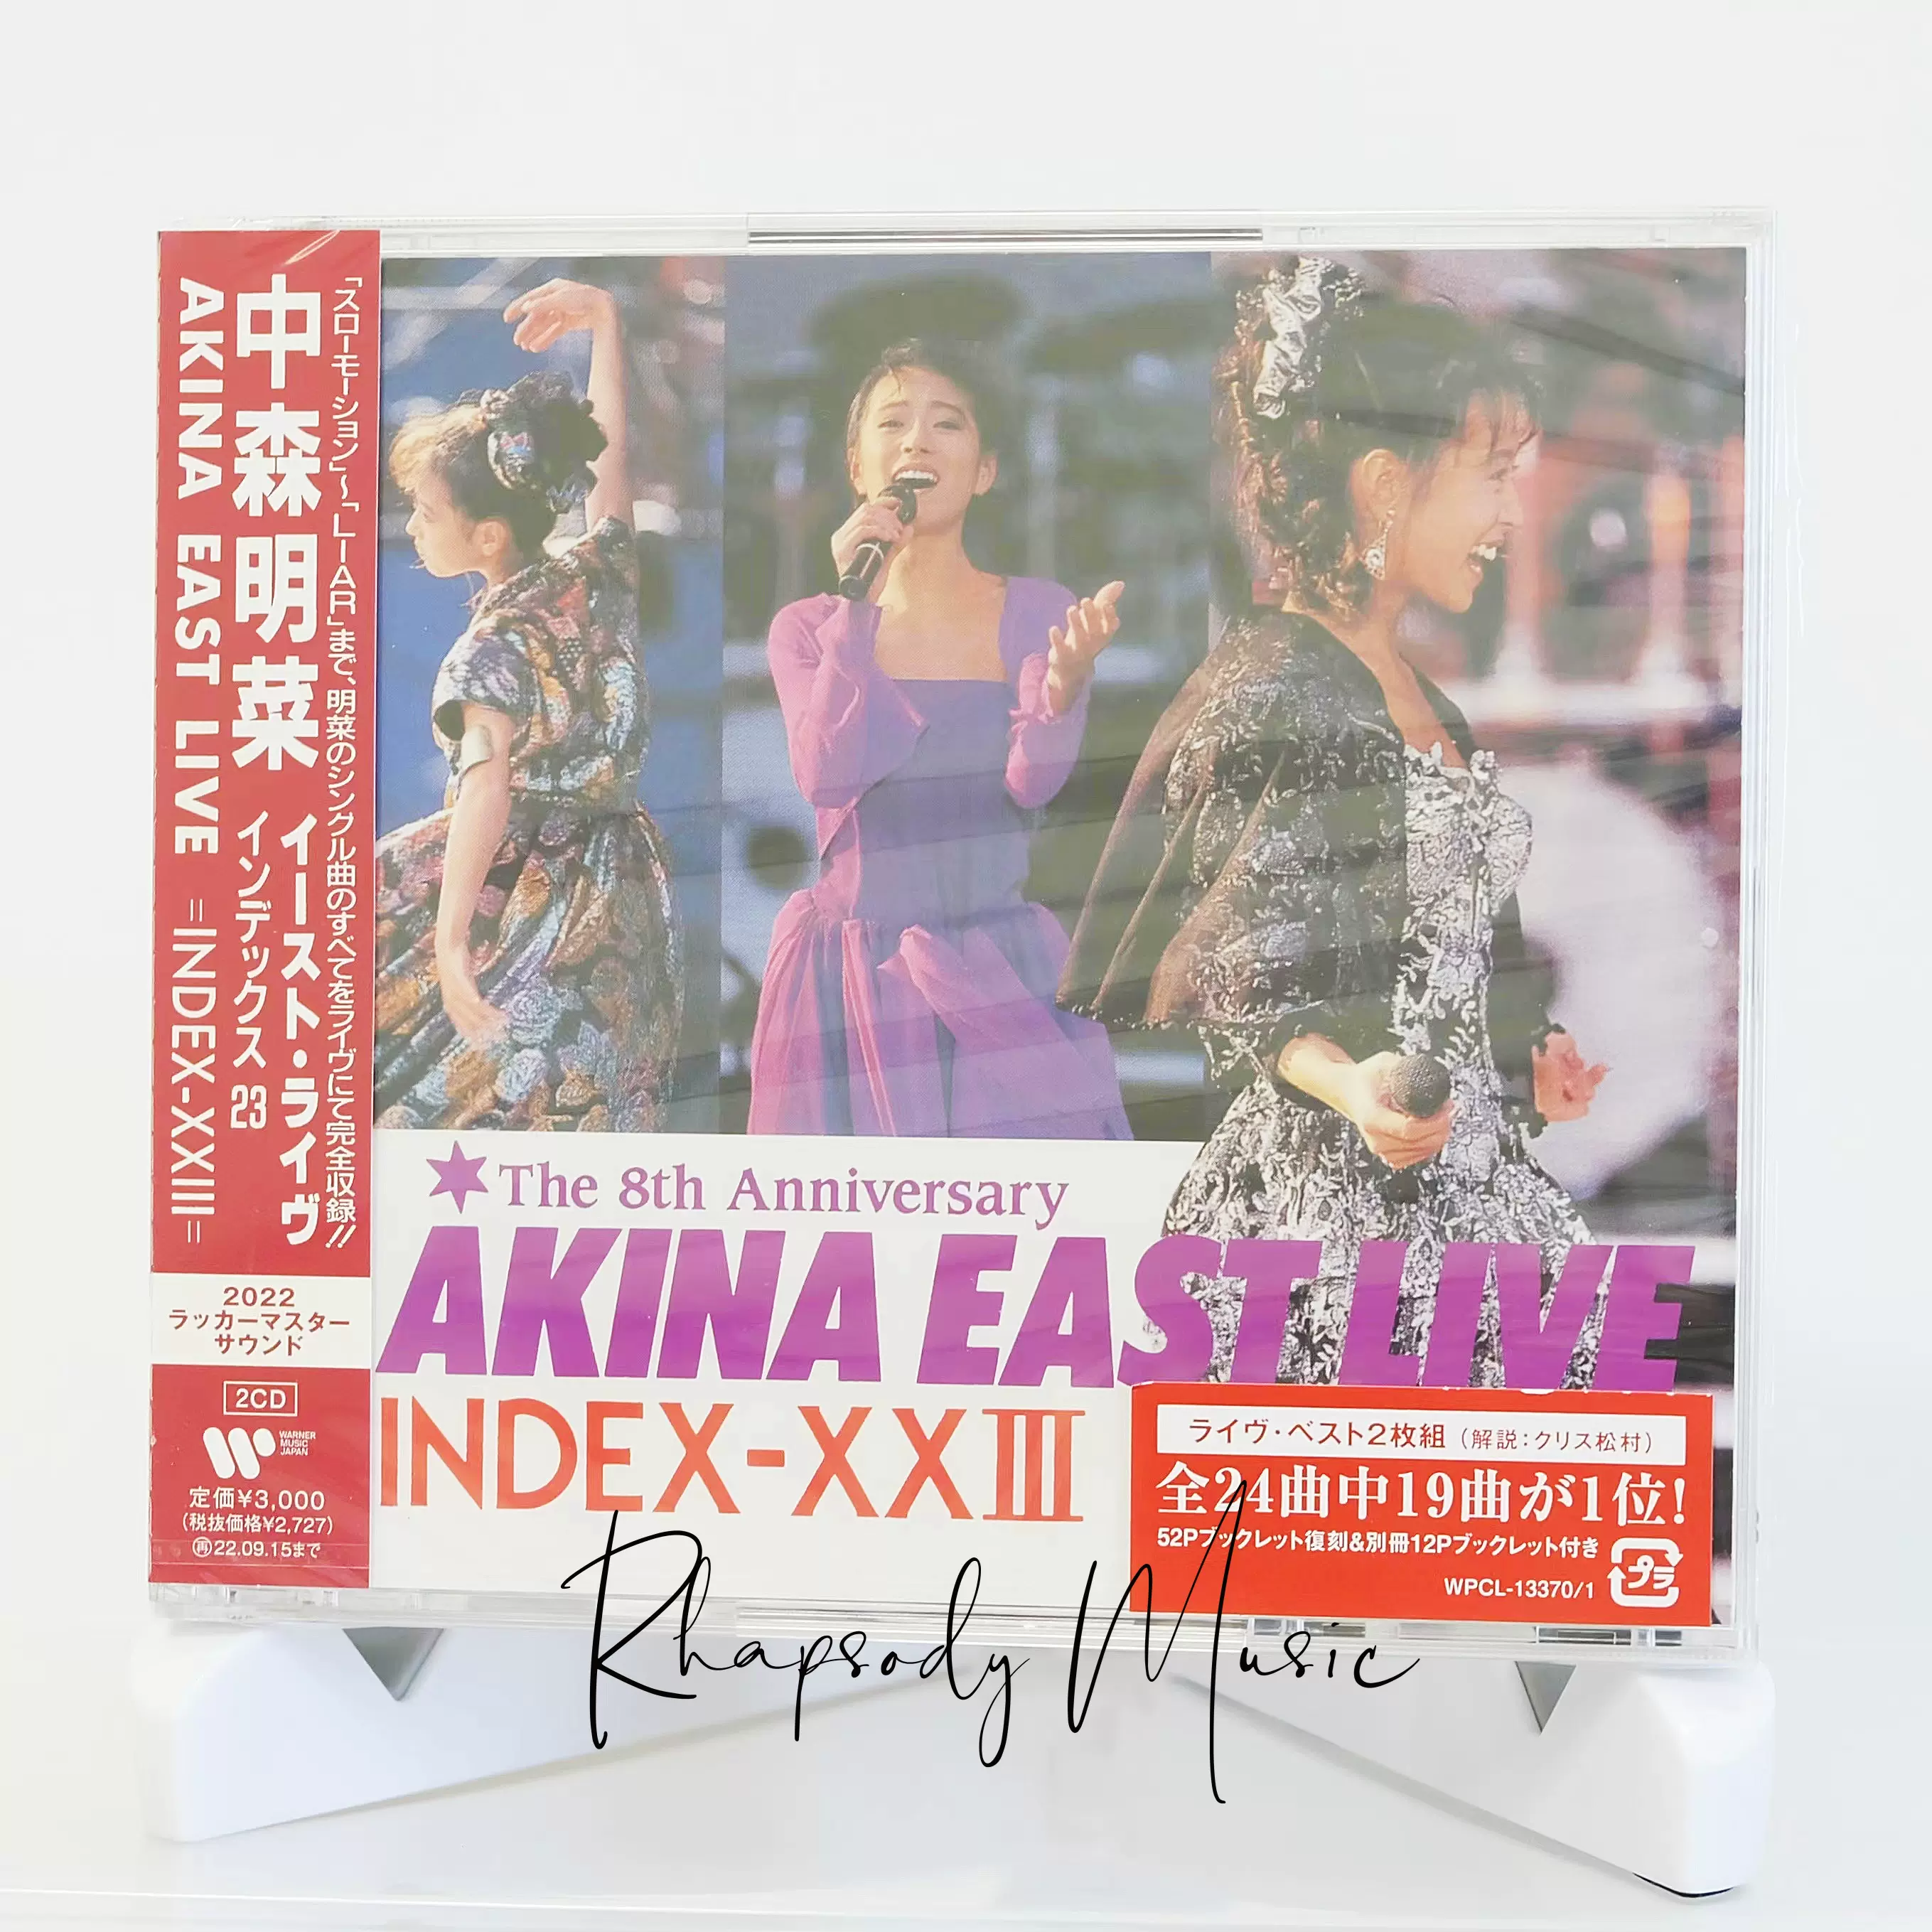 「スローモーション」〜「LIAR」まで、明菜のシングル曲のすべてをライヴにて完全収録!!
中森明菜 イースト・ライヴ
インデックス 23
AKINA EAST LIVE =INDEX-XXIII=
2022
ラッカーマスター
サウンド
2CD
WARNER
MUSIC
JAPAN
定価¥3,000
(税抜価格¥2,727)
再22.09.15まで
The 8th Anniversary
AKINA EAST LIVE
INDEX-XXIII
ライヴ・ベスト2枚組(解説:クリス松村)
全24曲中19曲が1位!
52Pブックレット復刻&別冊12Pブックレット付き
プラ
WPCL-13370/1
Rhapsody Music